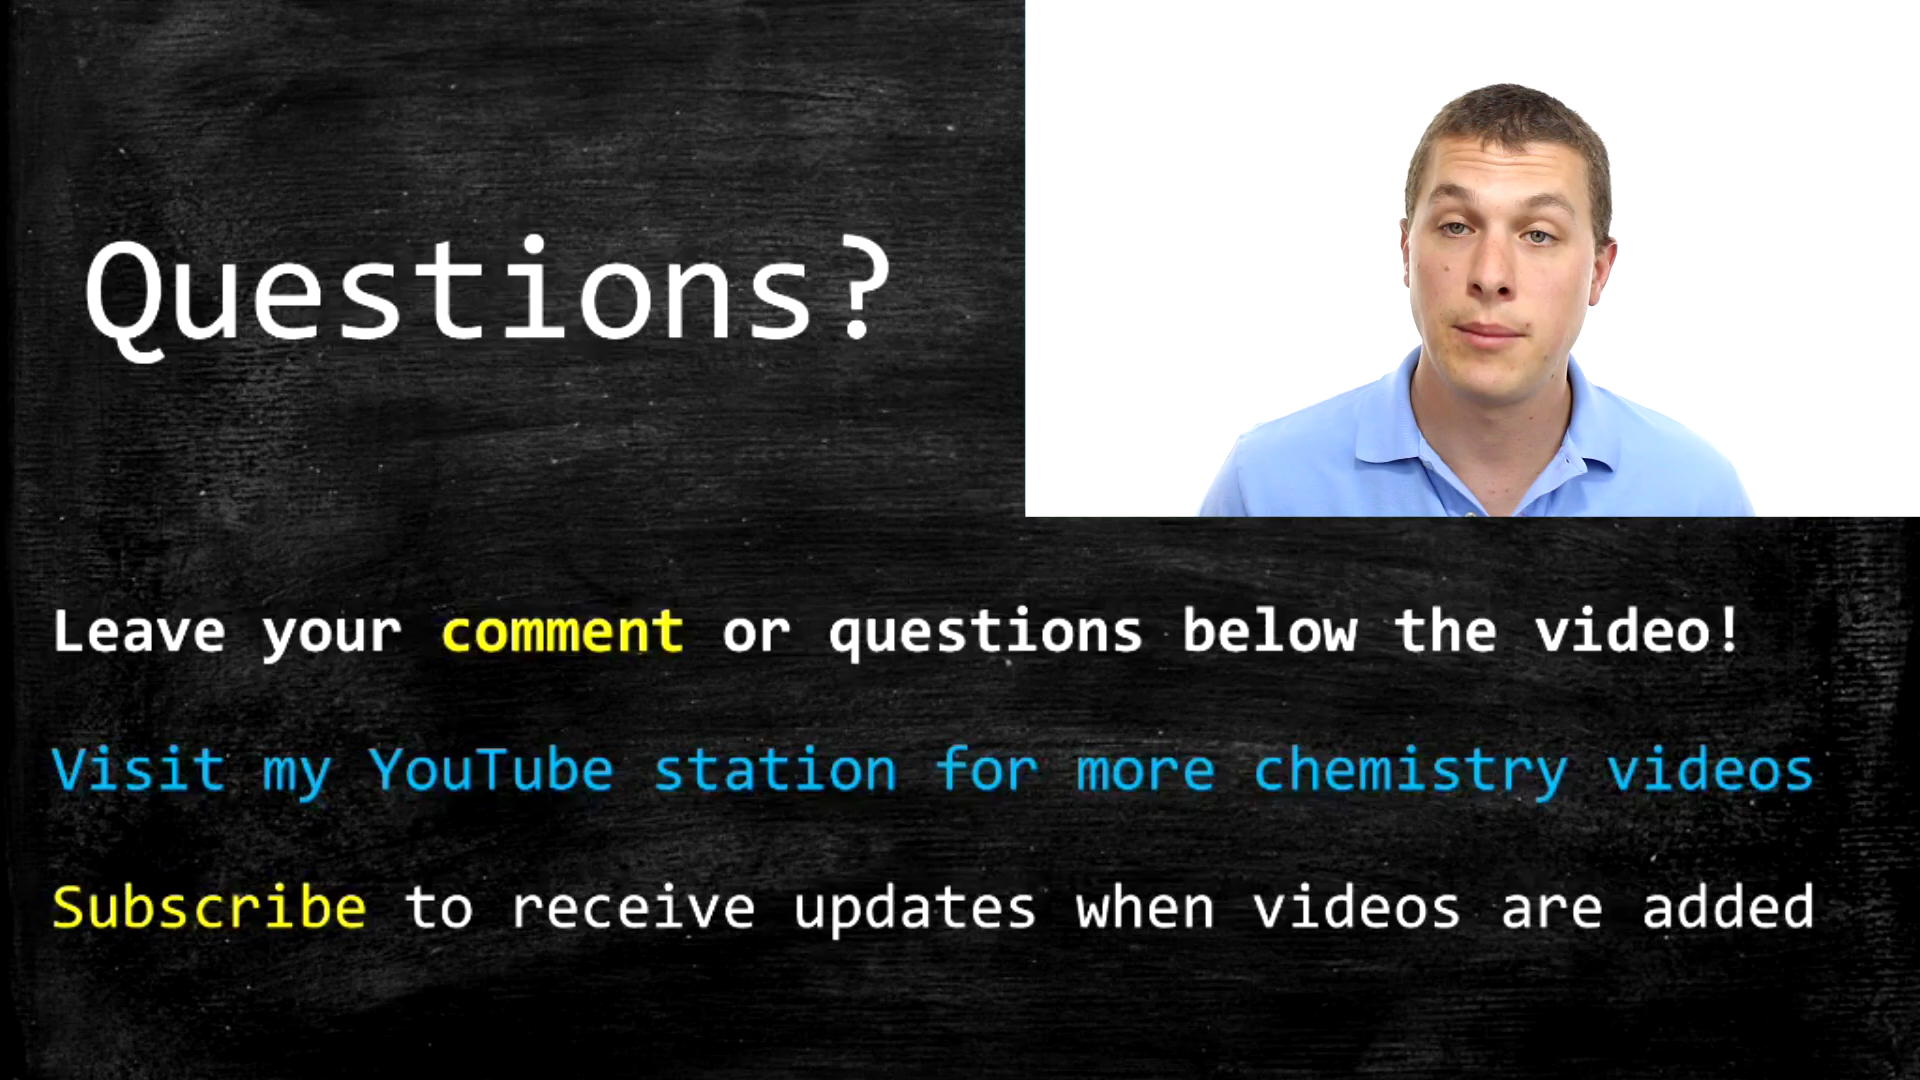 Questions?
Leave your comment or questions below the video!
Visit my YouTube station for more chemistry videos
Subscribe to receive updates when videos are added